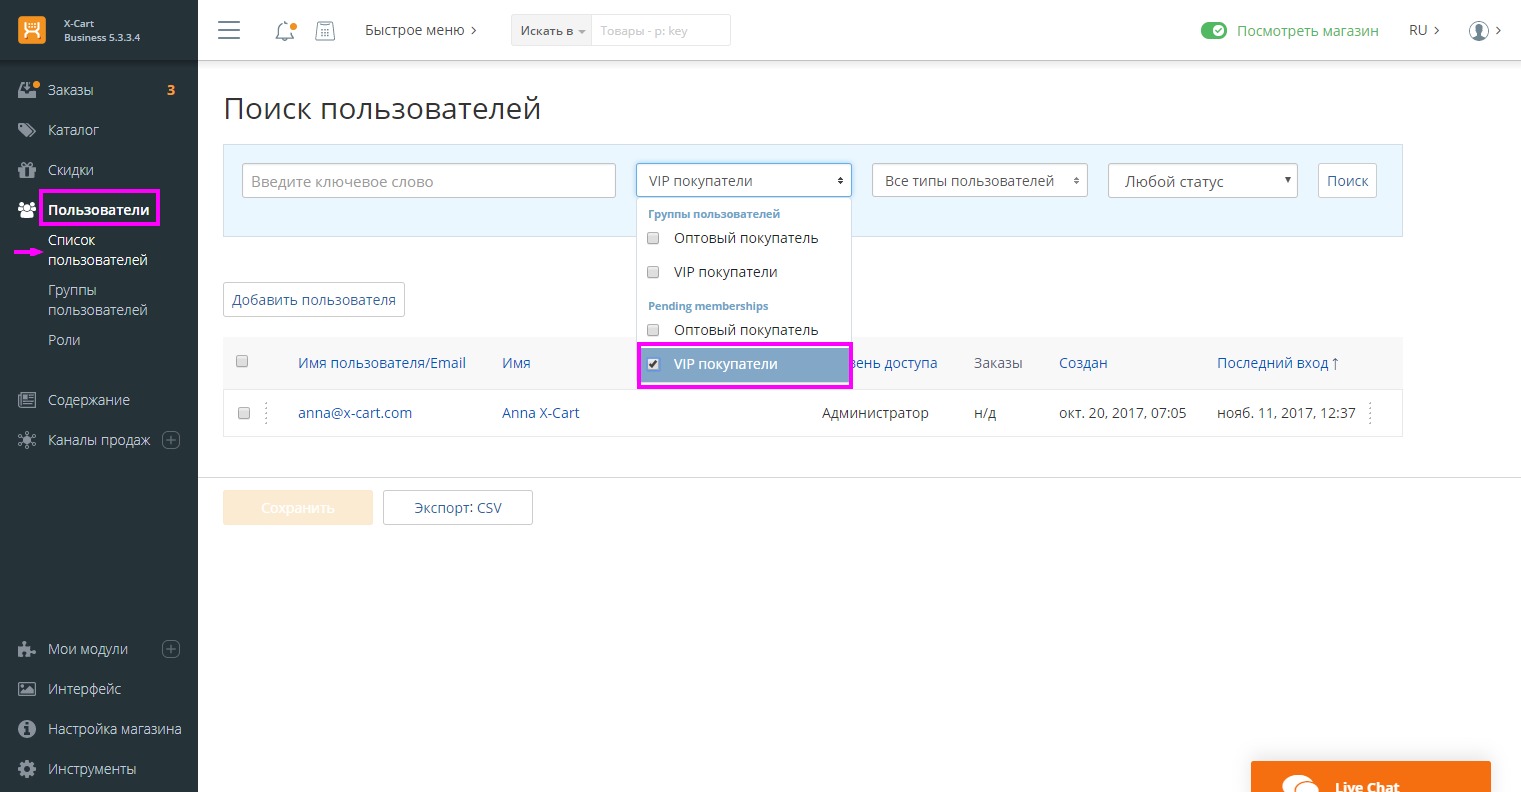 X-Cart
Business 5.3.3.4
Быстрое меню
Искать в
Товары - p: key
Посмотреть магазин
RU
Заказы
3
Каталог
Скидки
Пользователи
Список
пользователей
Группы
пользователей
Роли
Содержание
Каналы продаж
Мои модули
Интерфейс
Настройка магазина
Инструменты
Поиск пользователей
Введите ключевое слово
VIP покупатели
Все типы пользователей
Любой статус
Поиск
Группы пользователей
Оптовый покупатель
VIP покупатели
Pending memberships
Оптовый покупатель
VIP покупатели
Добавить пользователя
Имя пользователя/Email
Имя
вень доступа
Заказы
Создан
Последний вход
anna@x-cart.com
Anna X-Cart
Администратор
н/д
окт. 20, 2017, 07:05
нояб. 11, 2017, 12:37
Сохранить
Экспорт: CSV
Live Chat